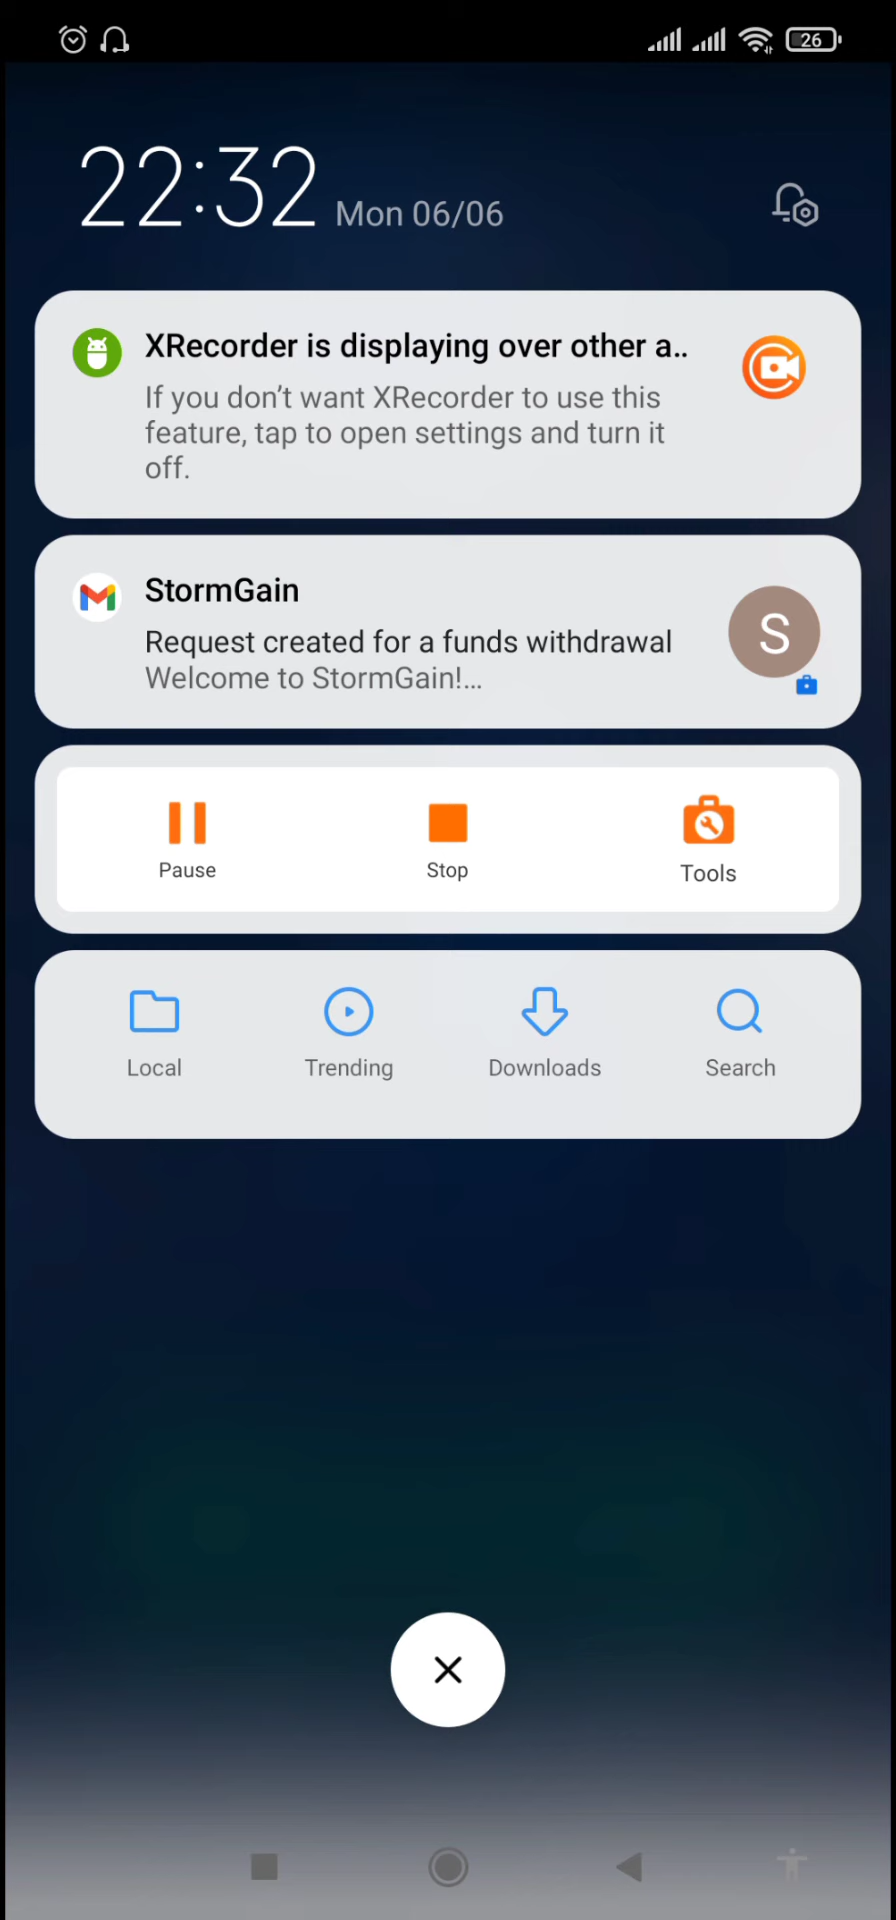 26
22:32 Mon 06/06
XRecorder is displaying over other a..
If you don’t want XRecorder to use this
feature, tap to open settings and turn it
off.
StormGain
Request created for a funds withdrawal
Welcome to StormGain!...
S
Pause Stop Tools
Local Trending Downloads Search